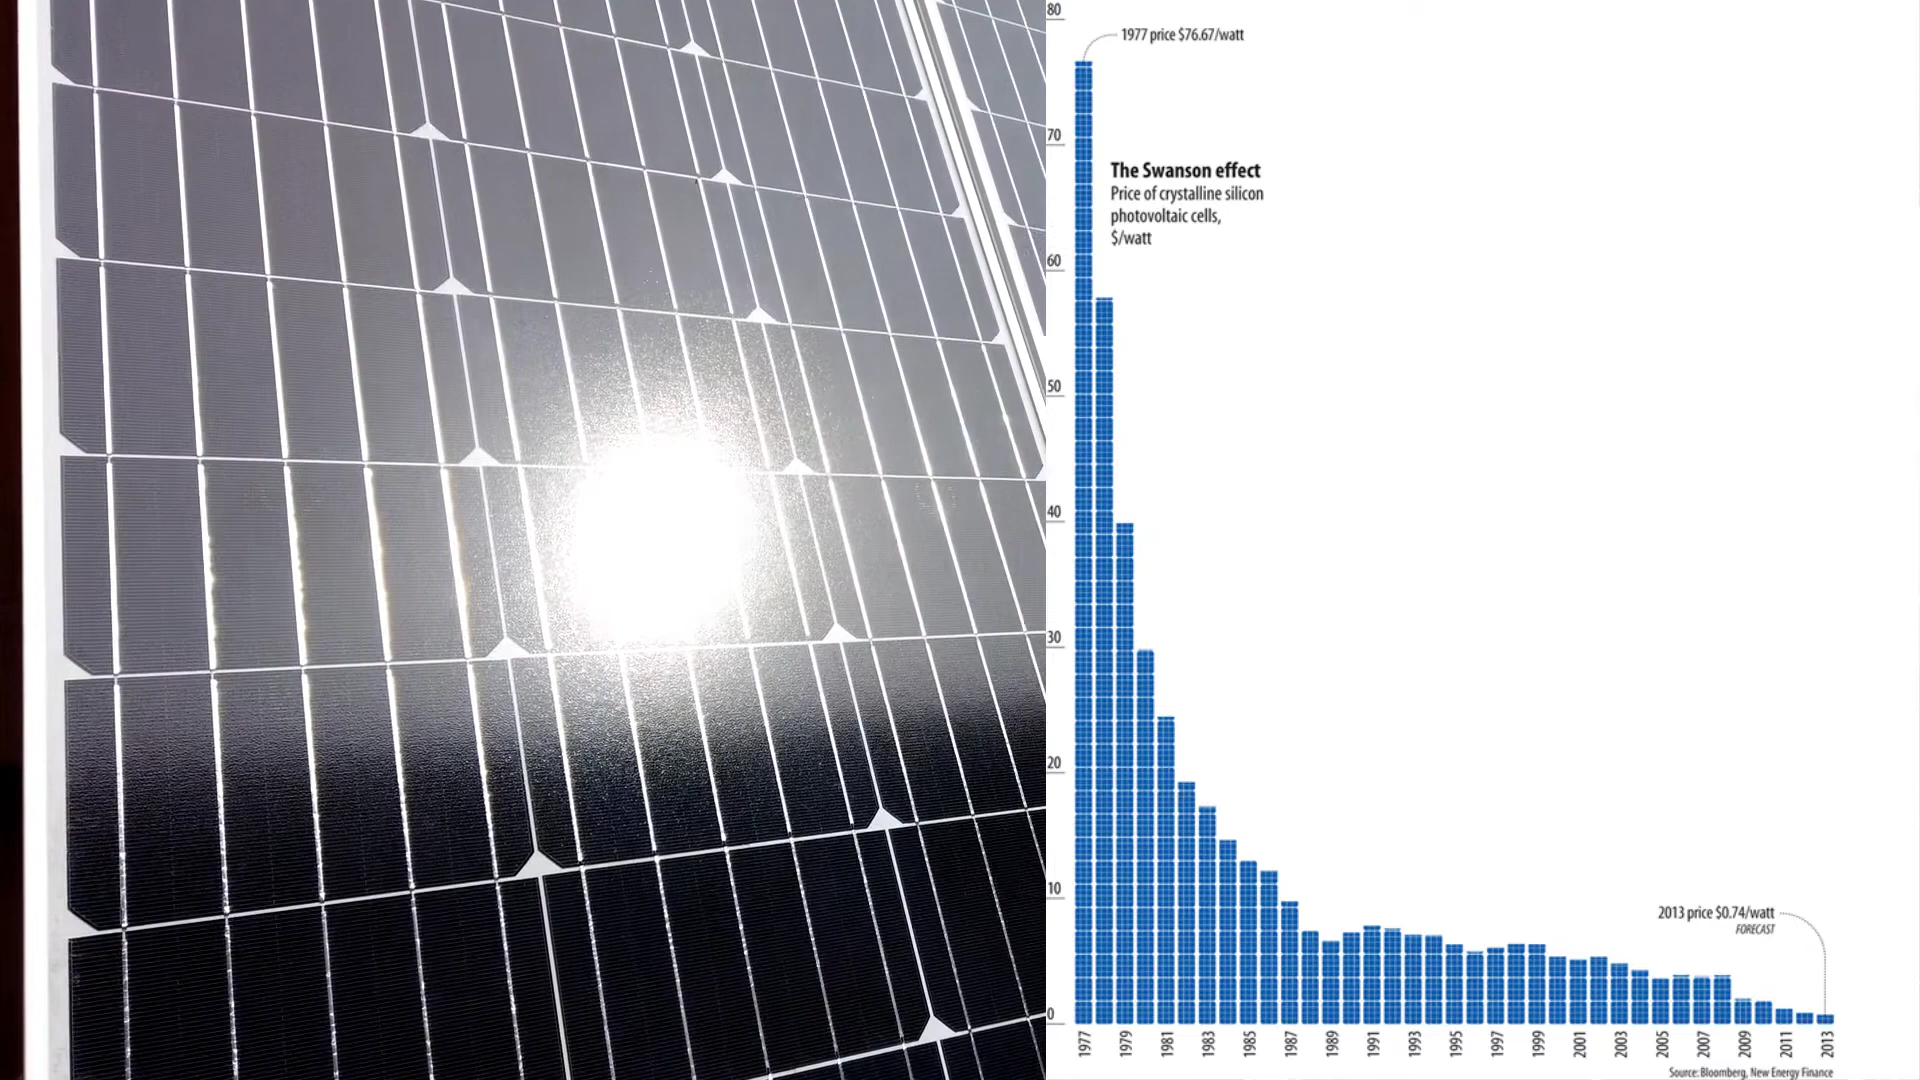 80
1977 price $76.67/watt
70
The Swanson effect
Price of crystalline silicon
photovoltaic cells,
$/watt
60
50
40
30
20
10
2013 price $0.74/watt
FORECAST
0
1977 1979 1981 1983 1985 1987 1989 1991 1993 1995 1997 1999 2001 2003 2005 2007 2009 2011 2013
Source: Bloomberg, New Energy Finance